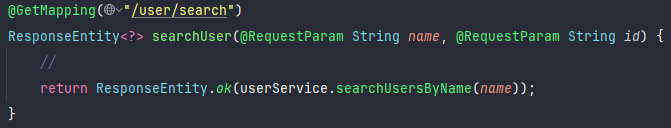 @GetMapping("/user/search")
ResponseEntity<?> searchUser(@RequestParam String name, @RequestParam String id) {
    //
    return ResponseEntity.ok(userService.searchUsersByName(name));
}